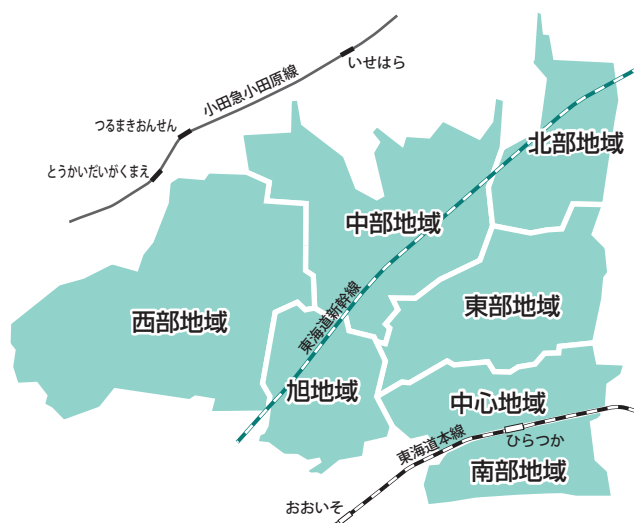 いせはら
小田急小田原線
つるまきおんせん
とうかいだいがくまえ
北部地域
中部地域
東部地域
東海道新幹線
西部地域
旭地域
中心地域
ひらつか
東海道本線
南部地域
おおいそ